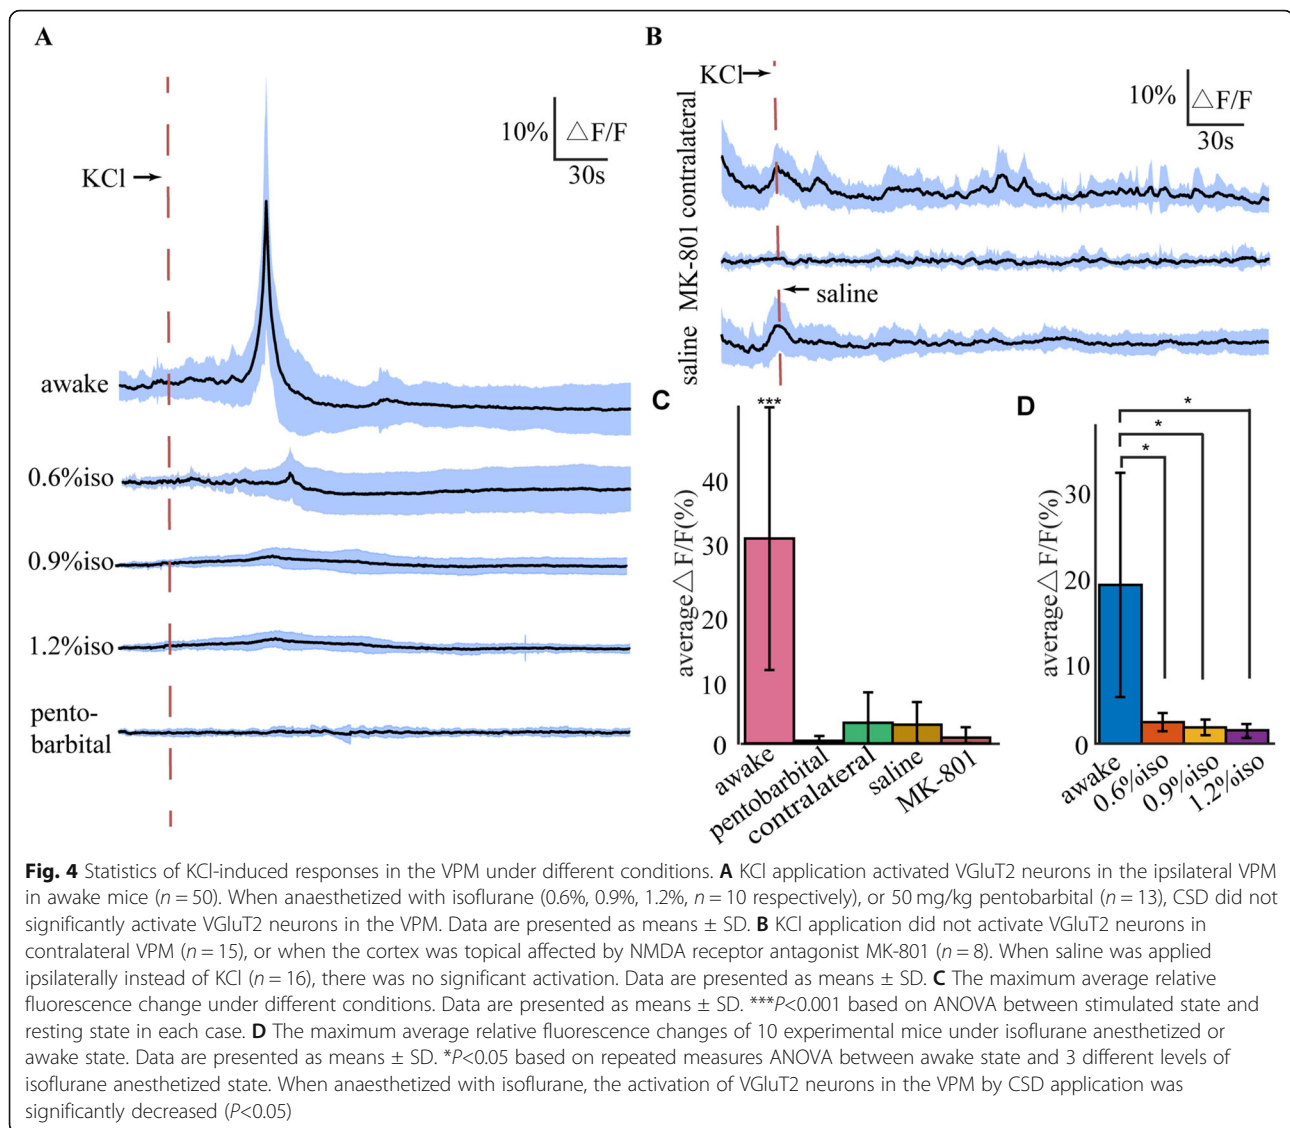 A
KCl
10%
△F/F
30s
awake
0.6%iso
0.9%iso
1.2%iso
pento-
barbital
B
KCl
10%
△F/F
30s
saline MK-801 contralateral
saline
C
***
average△F/F(%)
40
30
20
10
0
awake
pentobarbital
contralateral
saline
MK-801
D
*
*
*
average△F/F(%)
30
20
10
0
awake
0.6%iso
0.9%iso
1.2%iso
Fig. 4 Statistics of KCl-induced responses in the VPM under different conditions. A KCl application activated VGluT2 neurons in the ipsilateral VPM
in awake mice (n = 50). When anaesthetized with isoflurane (0.6%, 0.9%, 1.2%, n = 10 respectively), or 50 mg/kg pentobarbital (n = 13), CSD did not
significantly activate VGluT2 neurons in the VPM. Data are presented as means ± SD. B KCl application did not activate VGluT2 neurons in
contralateral VPM (n = 15), or when the cortex was topical affected by NMDA receptor antagonist MK-801 (n = 8). When saline was applied
ipsilaterally instead of KCl (n = 16), there was no significant activation. Data are presented as means ± SD. C The maximum average relative
fluorescence change under different conditions. Data are presented as means ± SD. ***P<0.001 based on ANOVA between stimulated state and
resting state in each case. D The maximum average relative fluorescence changes of 10 experimental mice under isoflurane anesthetized or
awake state. Data are presented as means ± SD. *P<0.05 based on repeated measures ANOVA between awake state and 3 different levels of
isoflurane anesthetized state. When anaesthetized with isoflurane, the activation of VGluT2 neurons in the VPM by CSD application was
significantly decreased (P<0.05)